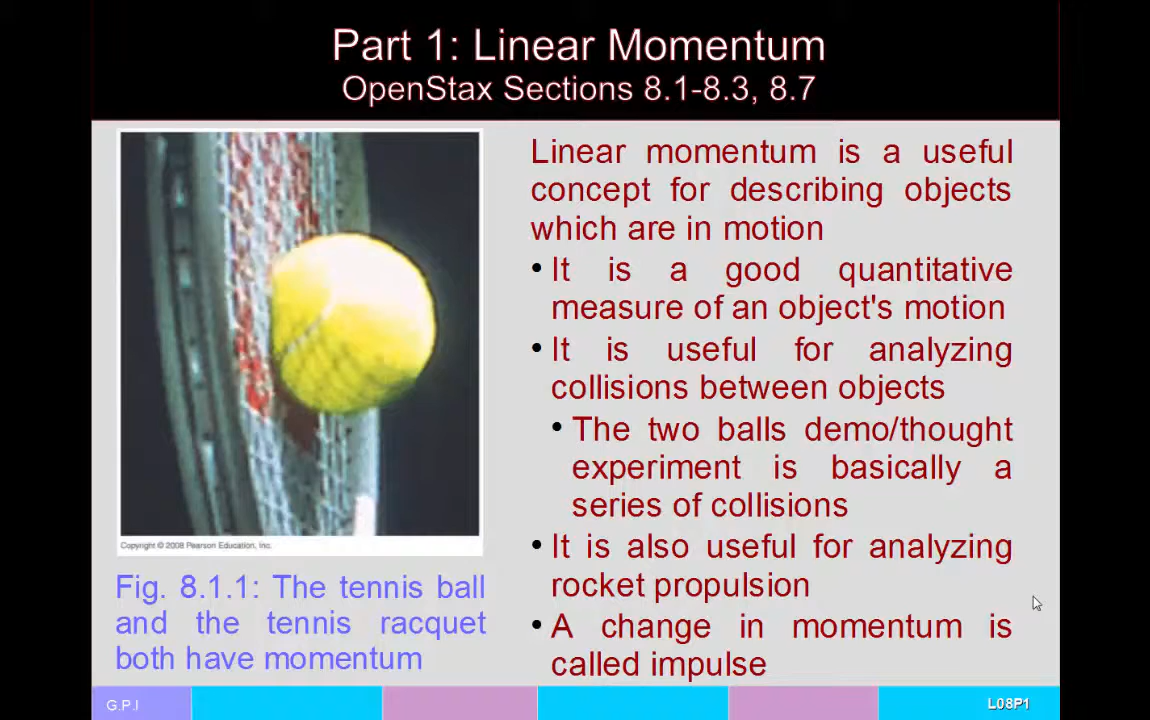 Part 1: Linear Momentum
OpenStax Sections 8.1-8.3, 8.7
Linear momentum is a useful
concept for describing objects
which are in motion
• It is a good quantitative
measure of an object's motion
• It is useful for analyzing
collisions between objects
• The two balls demo/thought
experiment is basically a
series of collisions
• It is also useful for analyzing
rocket propulsion
• A change in momentum is
called impulse
Copyright © 2008 Pearson Education, Inc.
Fig. 8.1.1: The tennis ball
and the tennis racquet
both have momentum
G.P.I
L08P1